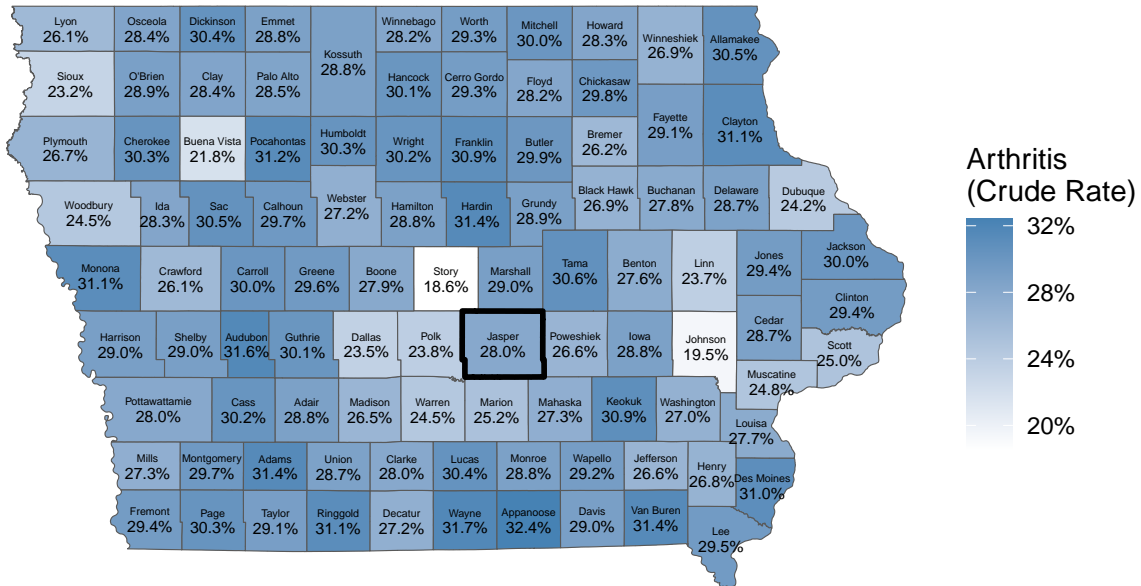 Lyon
26.1%
Osceola
28.4%
Dickinson
30.4%
Emmet
28.8%
Winnebago
28.2%
Worth
29.3%
Mitchell
30.0%
Howard
28.3%
Winneshiek
26.9%
Allamakee
30.5%
Kossuth
28.8%
Sioux
23.2%
O'Brien
28.9%
Clay
28.4%
Palo Alto
28.5%
Hancock
30.1%
Cerro Gordo
29.3%
Floyd
28.2%
Chickasaw
29.8%
Fayette
29.1%
Clayton
31.1%
Plymouth
26.7%
Cherokee
30.3%
Buena Vista
21.8%
Pocahontas
31.2%
Humboldt
30.3%
Wright
30.2%
Franklin
30.9%
Butler
29.9%
Bremer
26.2%
Woodbury
24.5%
Ida
28.3%
Sac
30.5%
Calhoun
29.7%
Webster
27.2%
Hamilton
28.8%
Hardin
31.4%
Grundy
28.9%
Black Hawk
26.9%
Buchanan
27.8%
Delaware
28.7%
Dubuque
24.2%
Monona
31.1%
Crawford
26.1%
Carroll
30.0%
Greene
29.6%
Boone
27.9%
Story
18.6%
Marshall
29.0%
Tama
30.6%
Benton
27.6%
Linn
23.7%
Jones
29.4%
Jackson
30.0%
Clinton
29.4%
Harrison
29.0%
Shelby
29.0%
Audubon
31.6%
Guthrie
30.1%
Dallas
23.5%
Polk
23.8%
Jasper
28.0%
Poweshiek
26.6%
Iowa
28.8%
Johnson
19.5%
Cedar
28.7%
Scott
25.0%
Muscatine
24.8%
Pottawattamie
28.0%
Cass
30.2%
Adair
28.8%
Madison
26.5%
Warren
24.5%
Marion
25.2%
Mahaska
27.3%
Keokuk
30.9%
Washington
27.0%
Louisa
27.7%
Mills
27.3%
Montgomery
29.7%
Adams
31.4%
Union
28.7%
Clarke
28.0%
Lucas
30.4%
Monroe
28.8%
Wapello
29.2%
Jefferson
26.6%
Henry
26.8%
Des Moines
31.0%
Fremont
29.4%
Page
30.3%
Taylor
29.1%
Ringgold
31.1%
Decatur
27.2%
Wayne
31.7%
Appanoose
32.4%
Davis
29.0%
Van Buren
31.4%
Lee
29.5%
Arthritis
(Crude Rate)
32%
28%
24%
20%